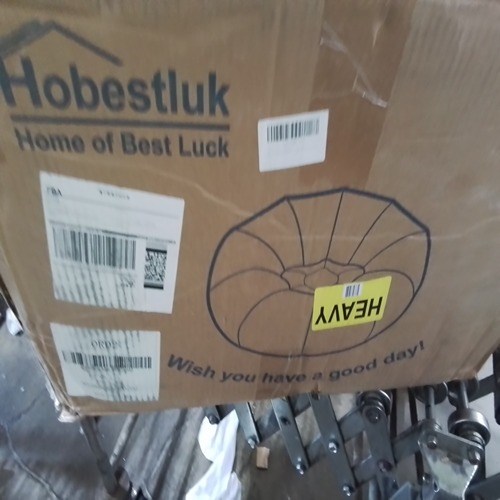 Hobestluk
Home of Best Luck
HEAVY
Wish you have a good day!